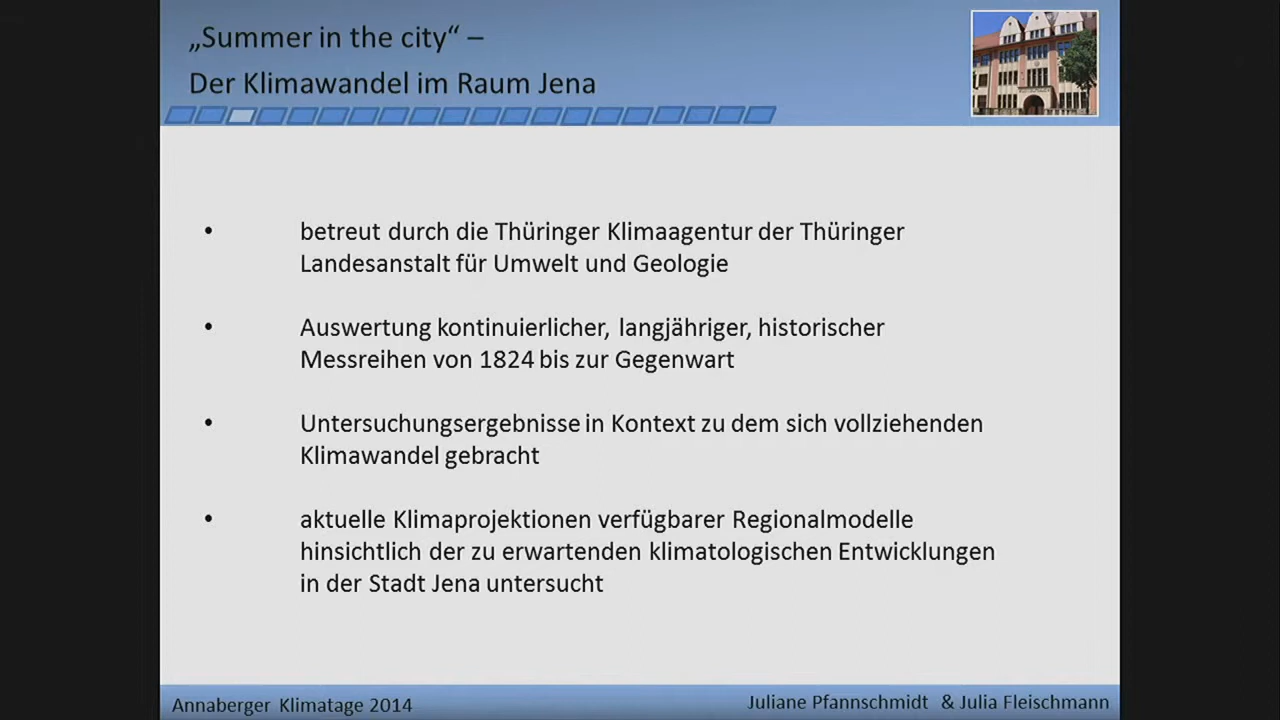 „Summer in the city“ –
Der Klimawandel im Raum Jena
• betreut durch die Thüringer Klimaagentur der Thüringer
Landesanstalt für Umwelt und Geologie
• Auswertung kontinuierlicher, langjähriger, historischer
Messreihen von 1824 bis zur Gegenwart
• Untersuchungsergebnisse in Kontext zu dem sich vollziehenden
Klimawandel gebracht
• aktuelle Klimaprojektionen verfügbarer Regionalmodelle
hinsichtlich der zu erwartenden klimatologischen Entwicklungen
in der Stadt Jena untersucht
Annaberger Klimatage 2014
Juliane Pfannschmidt & Julia Fleischmann